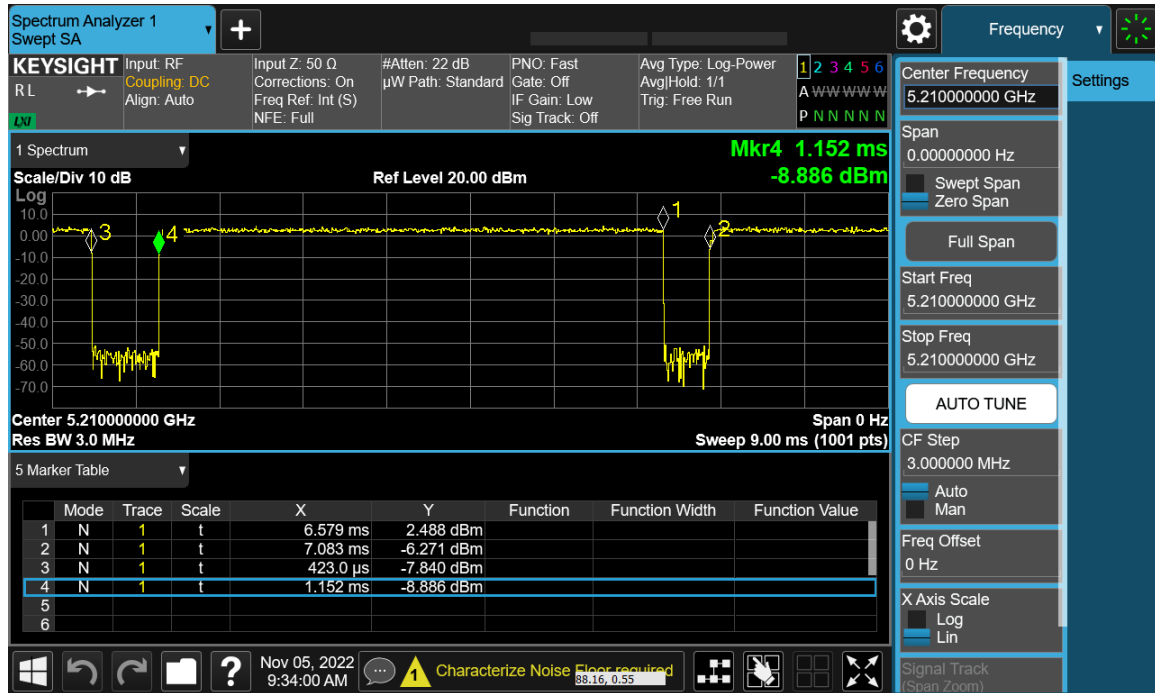 Spectrum Analyzer 1
Swept SA
Frequency
KEYSIGHT
R L
LXI
Input: RF
Coupling: DC
Align: Auto
Input Z: 50 Ω
Corrections: On
Freq Ref: Int (S)
NFE: Full
#Atten: 22 dB
µW Path: Standard
PNO: Fast
Gate: Off
IF Gain: Low
Sig Track: Off
Avg Type: Log-Power
Avg|Hold: 1/1
Trig: Free Run
1 2 3 4 5 6
A W W W W W W
P N N N N N
1 Spectrum
Mkr4 1.152 ms
Scale/Div 10 dB
Ref Level 20.00 dBm
-8.886 dBm
Log
10.0
0.00
-10.0
-20.0
-30.0
-40.0
-50.0
-60.0
-70.0
3
4
1
2
Center 5.210000000 GHz
Span 0 Hz
Res BW 3.0 MHz
Sweep 9.00 ms (1001 pts)
5 Marker Table
Mode Trace Scale X Y Function Function Width Function Value
1 N 1 t 6.579 ms 2.488 dBm
2 N 1 t 7.083 ms -6.271 dBm
3 N 1 t 423.0 µs -7.840 dBm
4 N 1 t 1.152 ms -8.886 dBm
5
6
Center Frequency
5.210000000 GHz
Settings
Span
0.00000000 Hz
Swept Span
Zero Span
Full Span
Start Freq
5.210000000 GHz
Stop Freq
5.210000000 GHz
AUTO TUNE
CF Step
3.000000 MHz
Auto
Man
Freq Offset
0 Hz
X Axis Scale
Log
Lin
Signal Track
(Span Zoom)
?
Nov 05, 2022
9:34:00 AM
1
Characterize Noise Floor required
88.16, 0.55